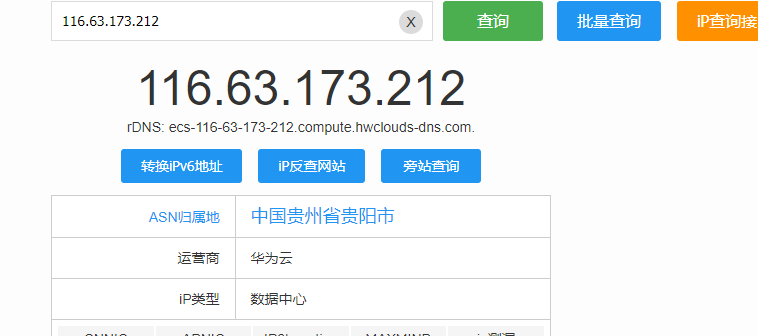 116.63.173.212 X 查询 批量查询 iP查询接
116.63.173.212
rDNS: ecs-116-63-173-212.compute.hwclouds-dns.com.
转换iPv6地址 iP反查网站 旁站查询
ASN归属地 中国贵州省贵阳市
运营商 华为云
iP类型 数据中心